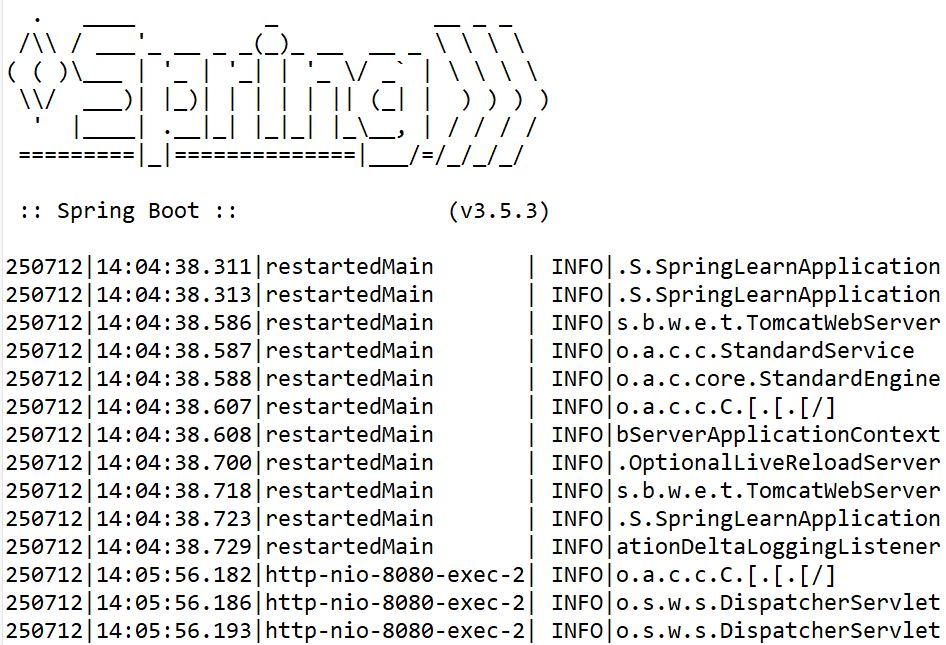 .   ____          _            __ _ _
 /\\ / ___'_ __ _ _(_)_ __  __ _ \ \ \ \
( ( )\___ | '_ | '_| | '_ \/ _` | \ \ \ \
 \\/  ___)| |_)| | | | | || (_| |  ) ) ) )
  '  |____| .__|_| |_|_| |_\__, | / / / /
 =========|_|==============|___/=/_/_/_/
 :: Spring Boot ::                (v3.5.3)
250712|14:04:38.311|restartedMain       | INFO|.S.SpringLearnApplication
250712|14:04:38.313|restartedMain       | INFO|.S.SpringLearnApplication
250712|14:04:38.586|restartedMain       | INFO|s.b.w.e.t.TomcatWebServer
250712|14:04:38.587|restartedMain       | INFO|o.a.c.c.StandardService
250712|14:04:38.588|restartedMain       | INFO|o.a.c.core.StandardEngine
250712|14:04:38.607|restartedMain       | INFO|o.a.c.c.C.[.[.[/]
250712|14:04:38.608|restartedMain       | INFO|bServerApplicationContext
250712|14:04:38.700|restartedMain       | INFO|.OptionalLiveReloadServer
250712|14:04:38.718|restartedMain       | INFO|s.b.w.e.t.TomcatWebServer
250712|14:04:38.723|restartedMain       | INFO|.S.SpringLearnApplication
250712|14:04:38.729|restartedMain       | INFO|ationDeltaLoggingListener
250712|14:05:56.182|http-nio-8080-exec-2| INFO|o.a.c.c.C.[.[.[/]
250712|14:05:56.186|http-nio-8080-exec-2| INFO|o.s.w.s.DispatcherServlet
250712|14:05:56.193|http-nio-8080-exec-2| INFO|o.s.w.s.DispatcherServlet